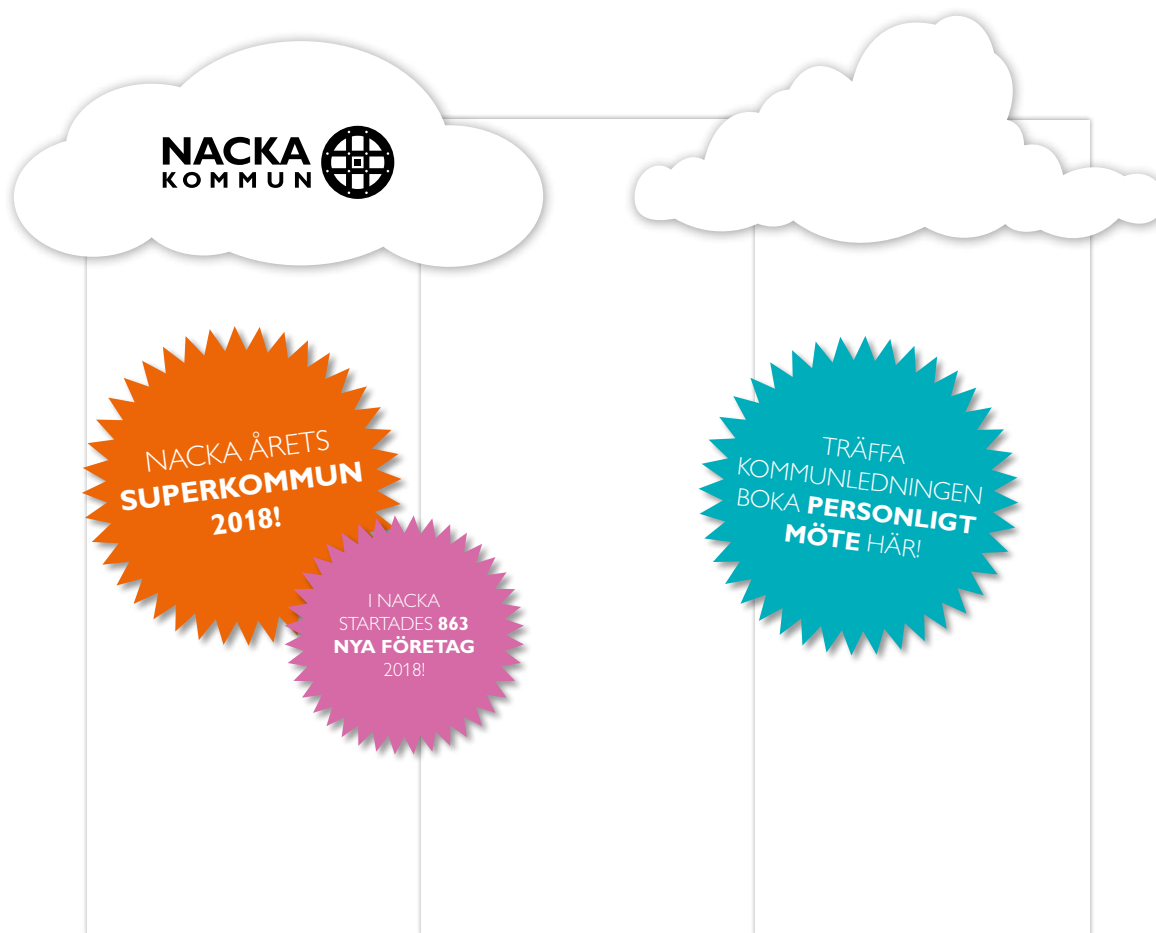 NACKA
KOMMUN
NACKA ÅRETS
SUPERKOMMUN
2018!
I NACKA
STARTADES 863
NYA FÖRETAG
2018!
TRÄFFA
KOMMUNLEDNINGEN
BOKA PERSONLIGT
MÖTE HÄR!